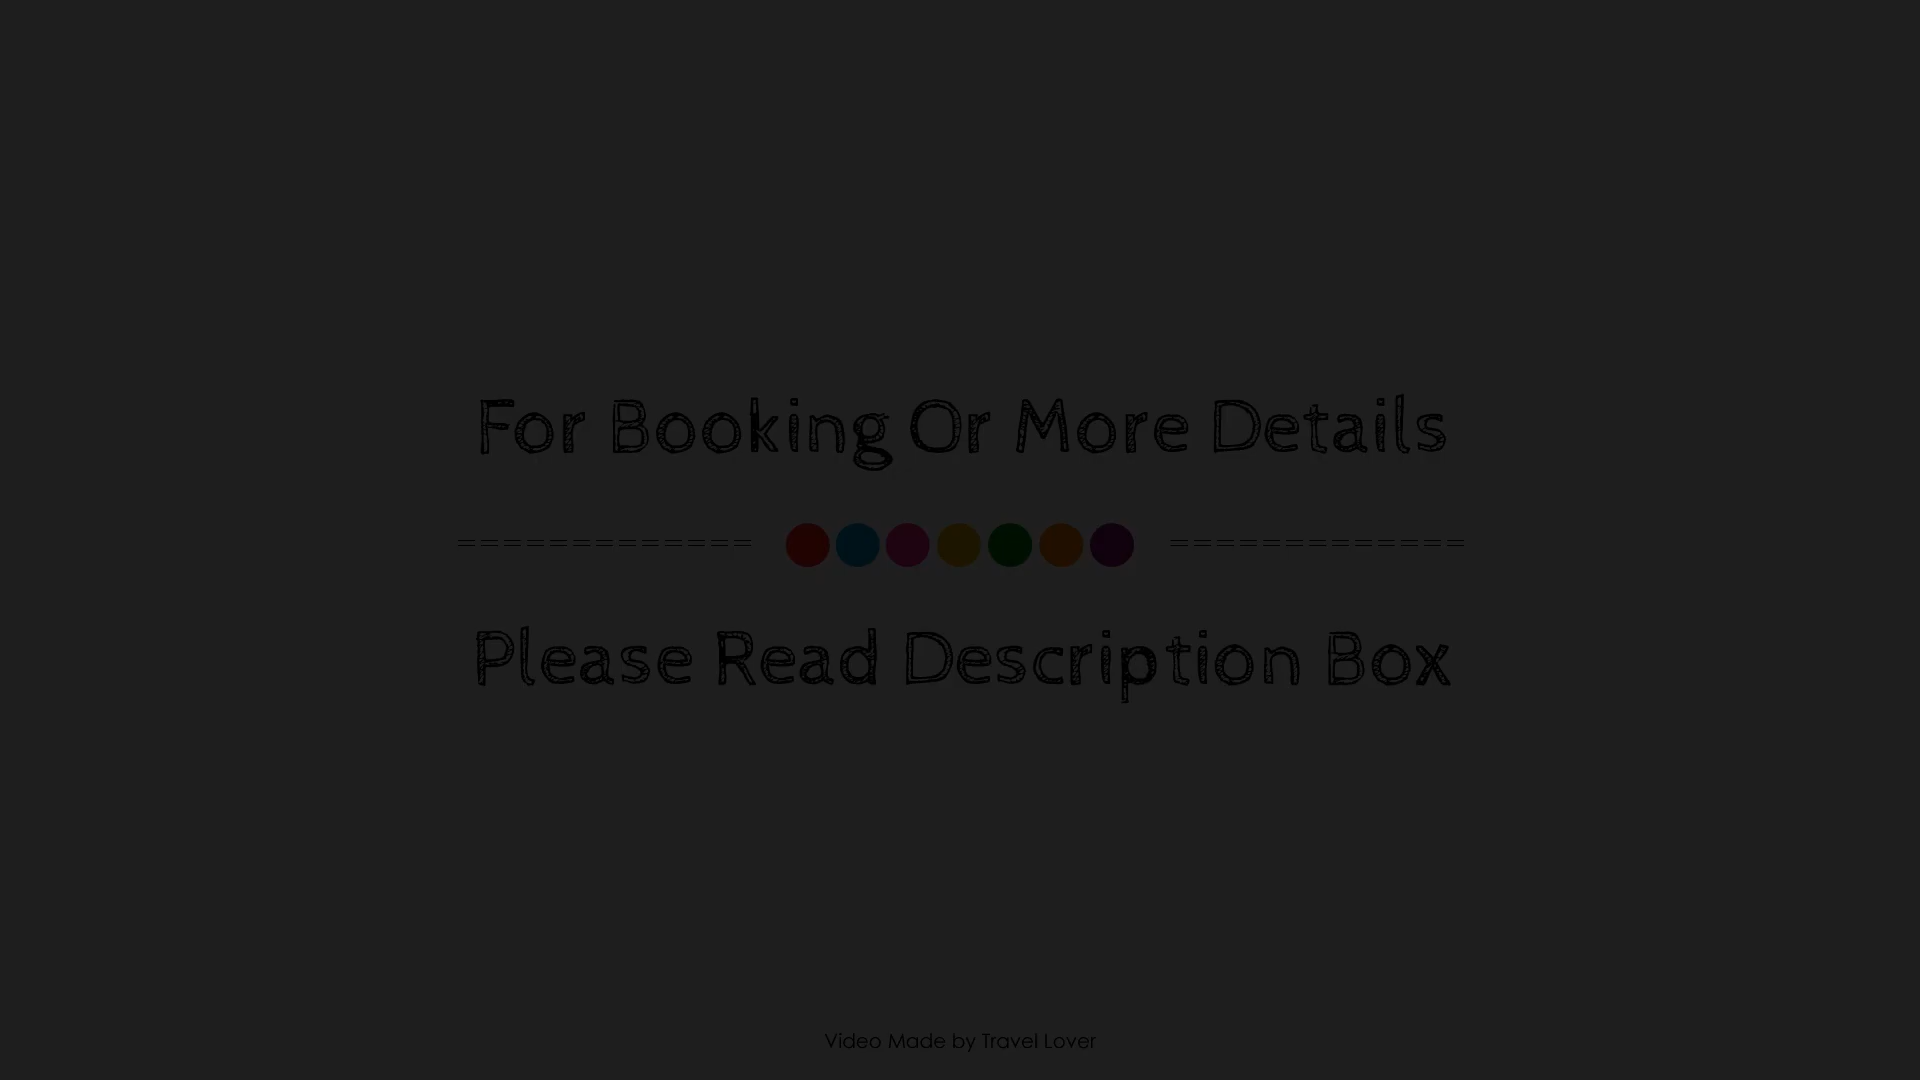 For Booking Or More Details
============= =============
Please Read Description Box
Video Made by Travel Lover